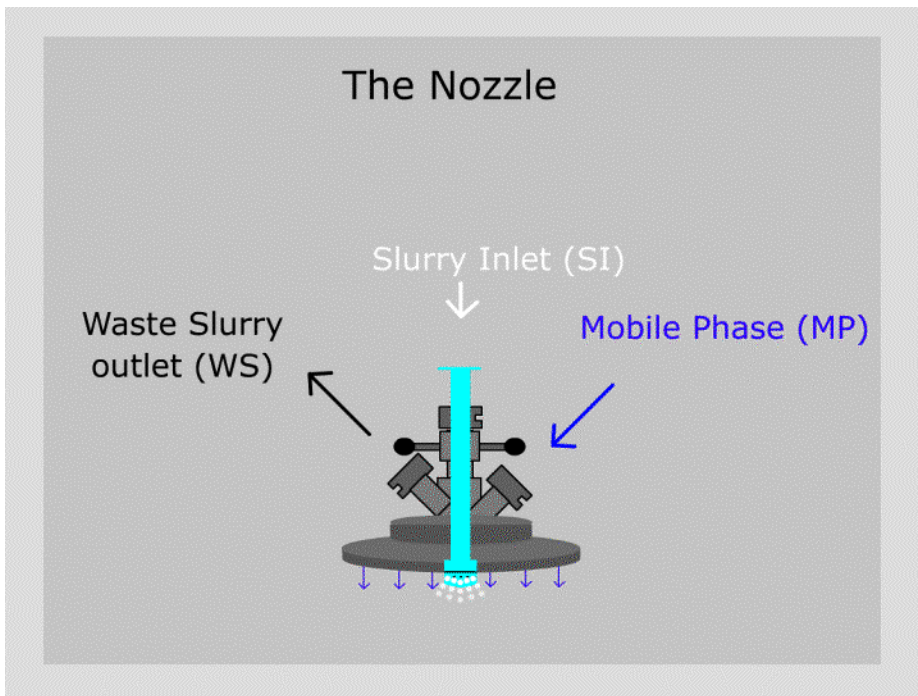 The Nozzle
Slurry Inlet (SI)
Waste Slurry
outlet (WS)
Mobile Phase (MP)